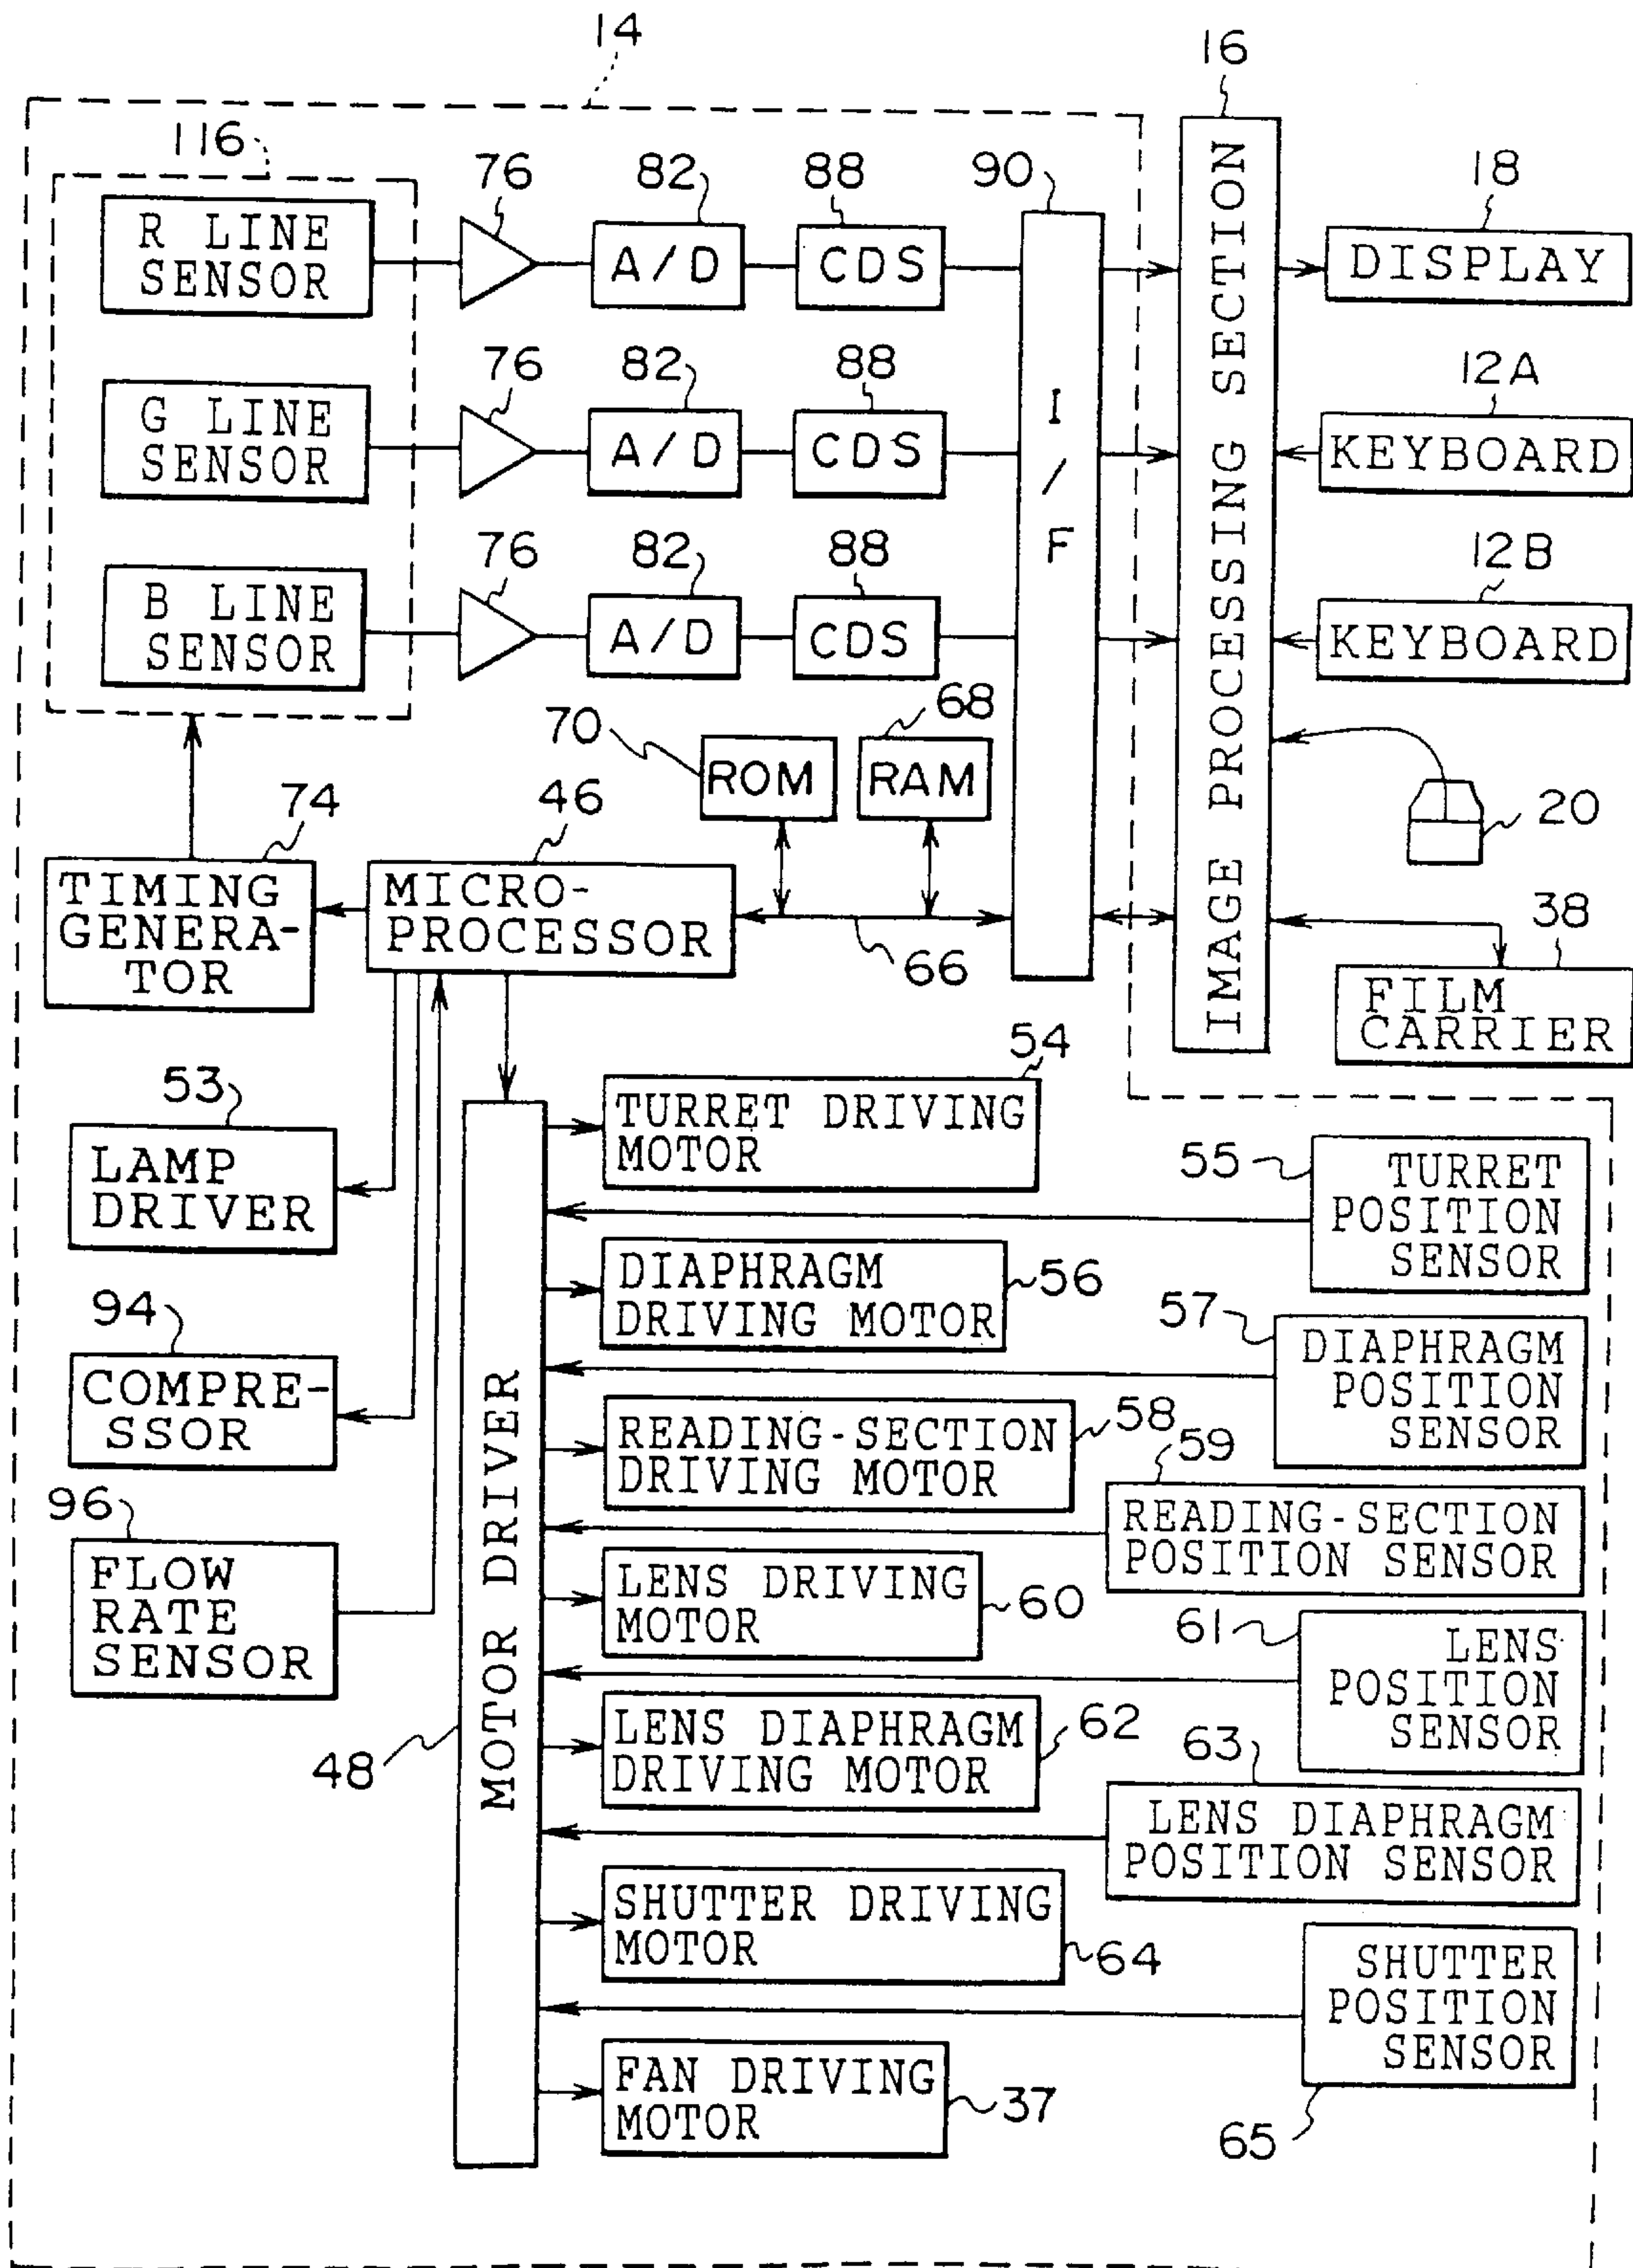 14
16
116
76
82
88
90
18
R LINE
SENSOR
A/D
CDS
DISPLAY
76
82
88
12A
G LINE
SENSOR
A/D
CDS
I
/
F
KEYBOARD
76
82
88
12B
B LINE
SENSOR
A/D
CDS
KEYBOARD
IMAGE PROCESSING SECTION
70
68
ROM
RAM
20
74
46
TIMING
GENERA-
TOR
MICRO-
PROCESSOR
66
38
FILM
CARRIER
53
LAMP
DRIVER
94
COMPRE-
SSOR
96
FLOW
RATE
SENSOR
48
MOTOR DRIVER
54
TURRET DRIVING
MOTOR
55
TURRET
POSITION
SENSOR
DIAPHRAGM
DRIVING MOTOR
56
57
DIAPHRAGM
POSITION
SENSOR
READING-SECTION
DRIVING MOTOR
58
59
READING-SECTION
POSITION SENSOR
LENS DRIVING
MOTOR
60
61
LENS
POSITION
SENSOR
LENS DIAPHRAGM
DRIVING MOTOR
62
63
LENS DIAPHRAGM
POSITION SENSOR
SHUTTER DRIVING
MOTOR
64
SHUTTER
POSITION
SENSOR
65
FAN DRIVING
MOTOR
37